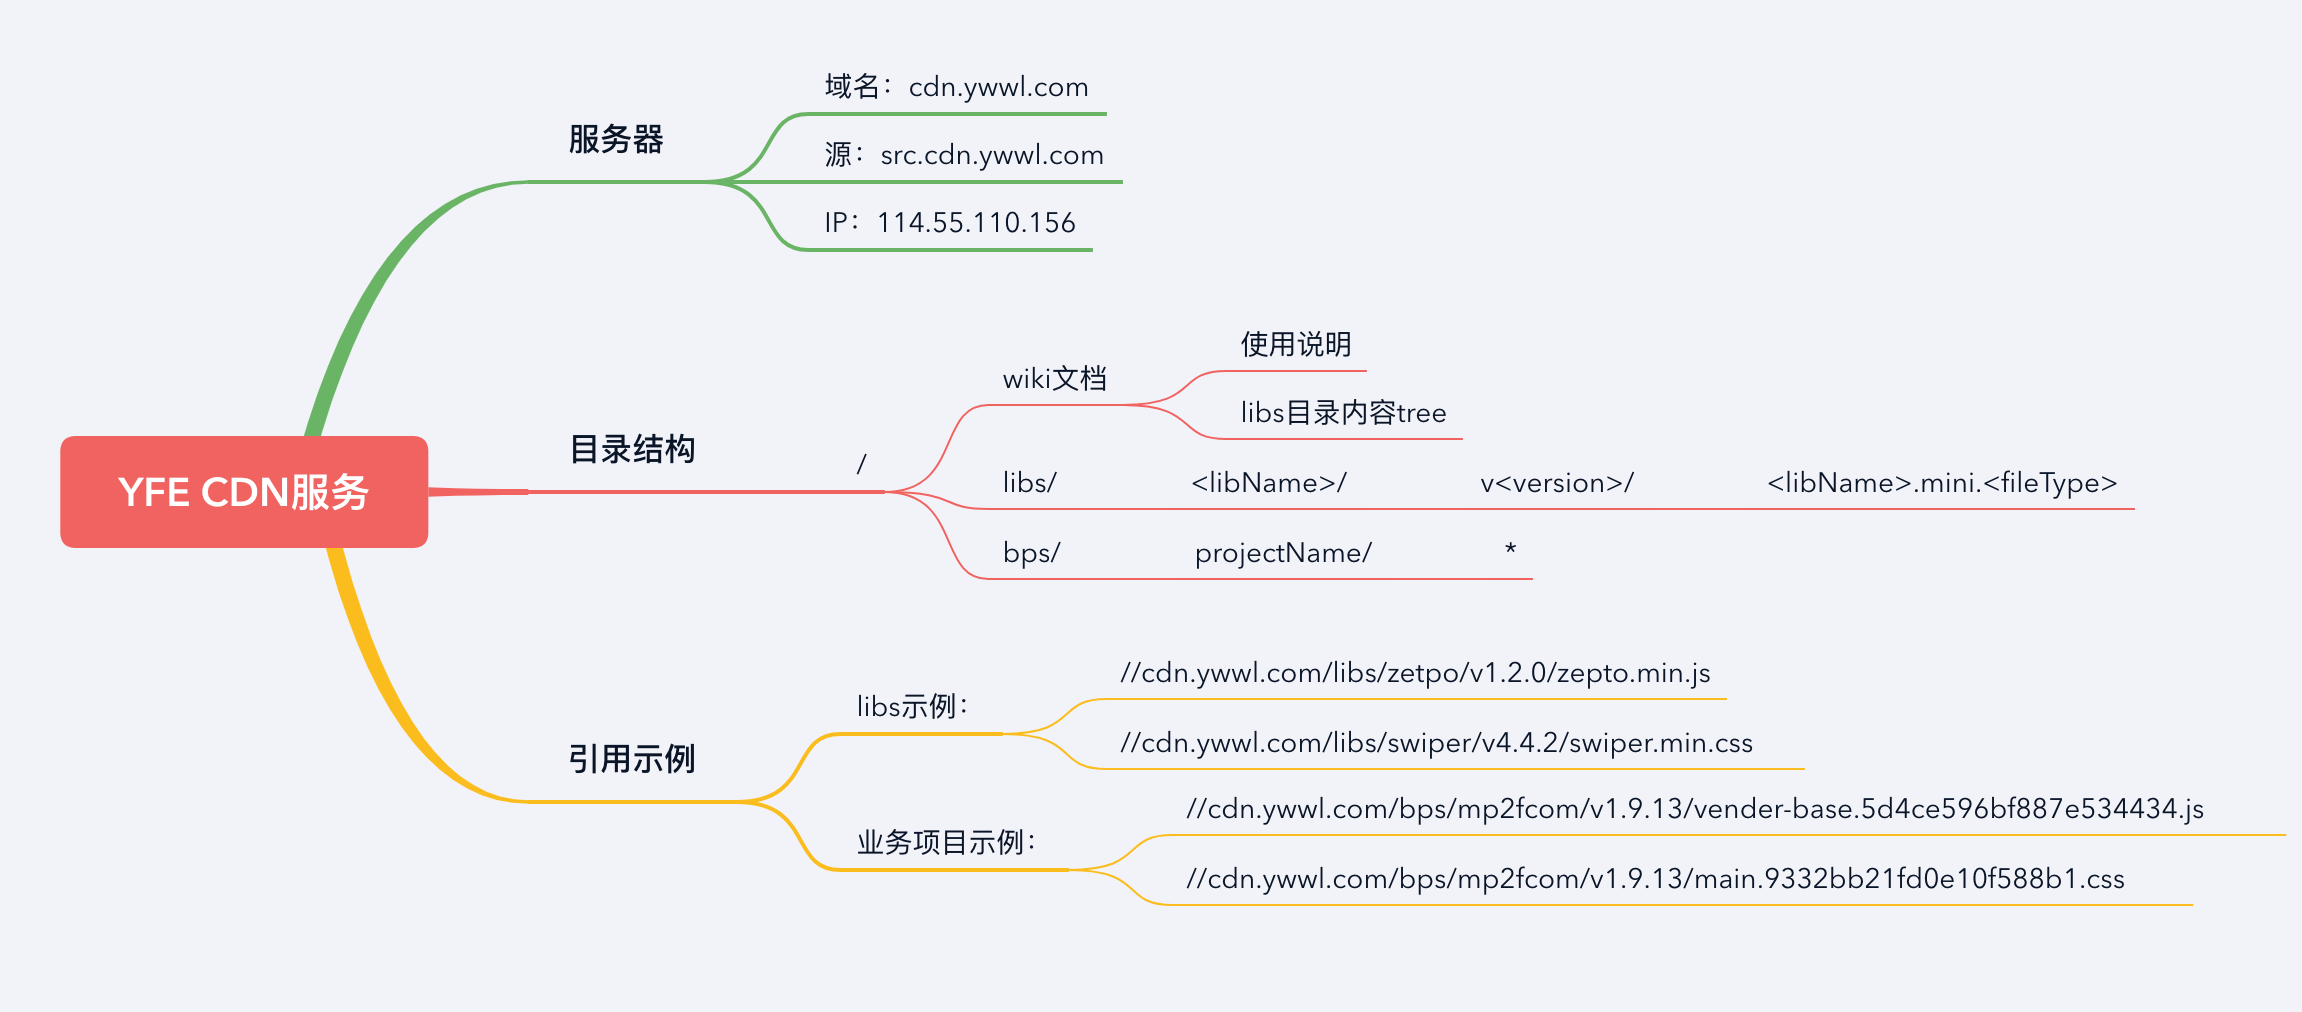 YFE CDN服务
服务器
域名：cdn.ywwl.com
源：src.cdn.ywwl.com
IP：114.55.110.156
目录结构
/
wiki文档
使用说明
libs目录内容tree
libs/ <libName>/ v<version>/ <libName>.mini.<fileType>
bps/ projectName/ *
引用示例
libs示例：
//cdn.ywwl.com/libs/zetpo/v1.2.0/zepto.min.js
//cdn.ywwl.com/libs/swiper/v4.4.2/swiper.min.css
业务项目示例：
//cdn.ywwl.com/bps/mp2fcom/v1.9.13/vender-base.5d4ce596bf887e534434.js
//cdn.ywwl.com/bps/mp2fcom/v1.9.13/main.9332bb21fd0e10f588b1.css